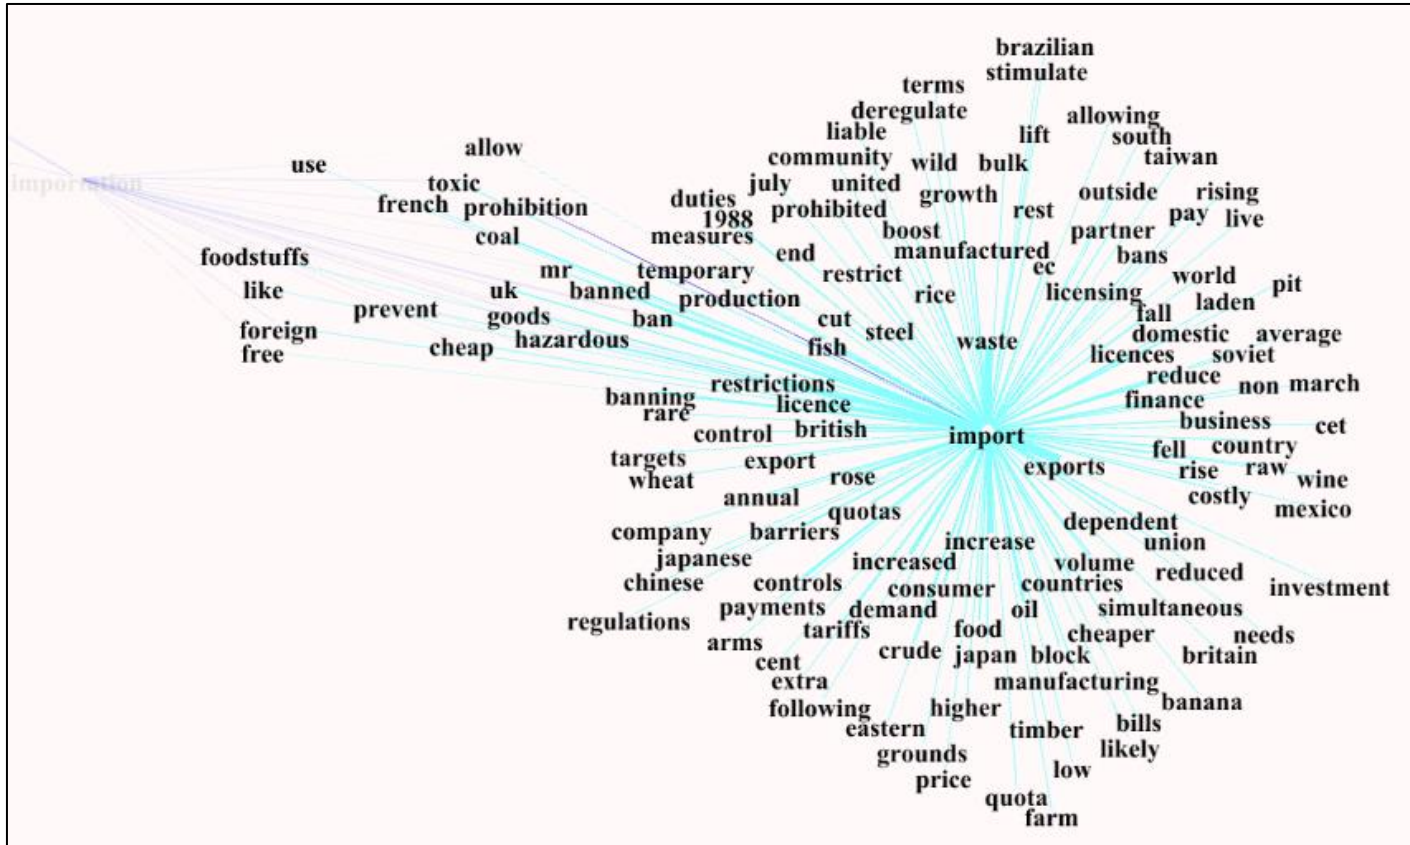 brazilian
stimulate
terms
deregulate
allowing
liable
lift
south
allow
community
wild
bulk
taiwan
use
importation
toxic
july
united
growth
outside
rising
french
prohibition
duties
1988
prohibited
rest
pay
live
coal
measures
boost
partner
foodstuffs
end
manufactured
bans
mr
temporary
restrict
ec
world
like
uk
banned
production
rice
licensing
laden
pit
prevent
goods
ban
cut
fall
foreign
hazardous
steel
waste
domestic
average
free
cheap
fish
licences
soviet
restrictions
reduce
non
march
banning
rare
licence
finance
control
british
import
business
cet
targets
export
exports
fell
country
wheat
rose
rise
raw
wine
annual
quotas
costly
mexico
company
barriers
increase
dependent
union
japanese
increased
volume
reduced
chinese
controls
consumer
countries
investment
regulations
payments
demand
oil
simultaneous
arms
tariffs
food
cheaper
needs
cent
crude
japan
block
britain
extra
manufacturing
following
higher
banana
eastern
timber
bills
grounds
likely
price
low
quota
farm